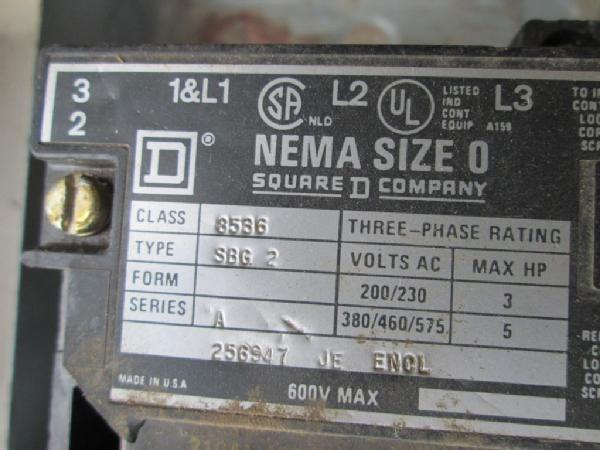 3 1&L1 SA NLD L2 UL LISTED IND CONT EQUIP A159 L3
2
D ® NEMA SIZE 0
SQUARE D COMPANY
CLASS 8536 THREE-PHASE RATING
TYPE SBG 2 VOLTS AC MAX HP
FORM 200/230 3
SERIES A 380/460/575 5
256947 JE ENCL
MADE IN U.S.A. 600V MAX